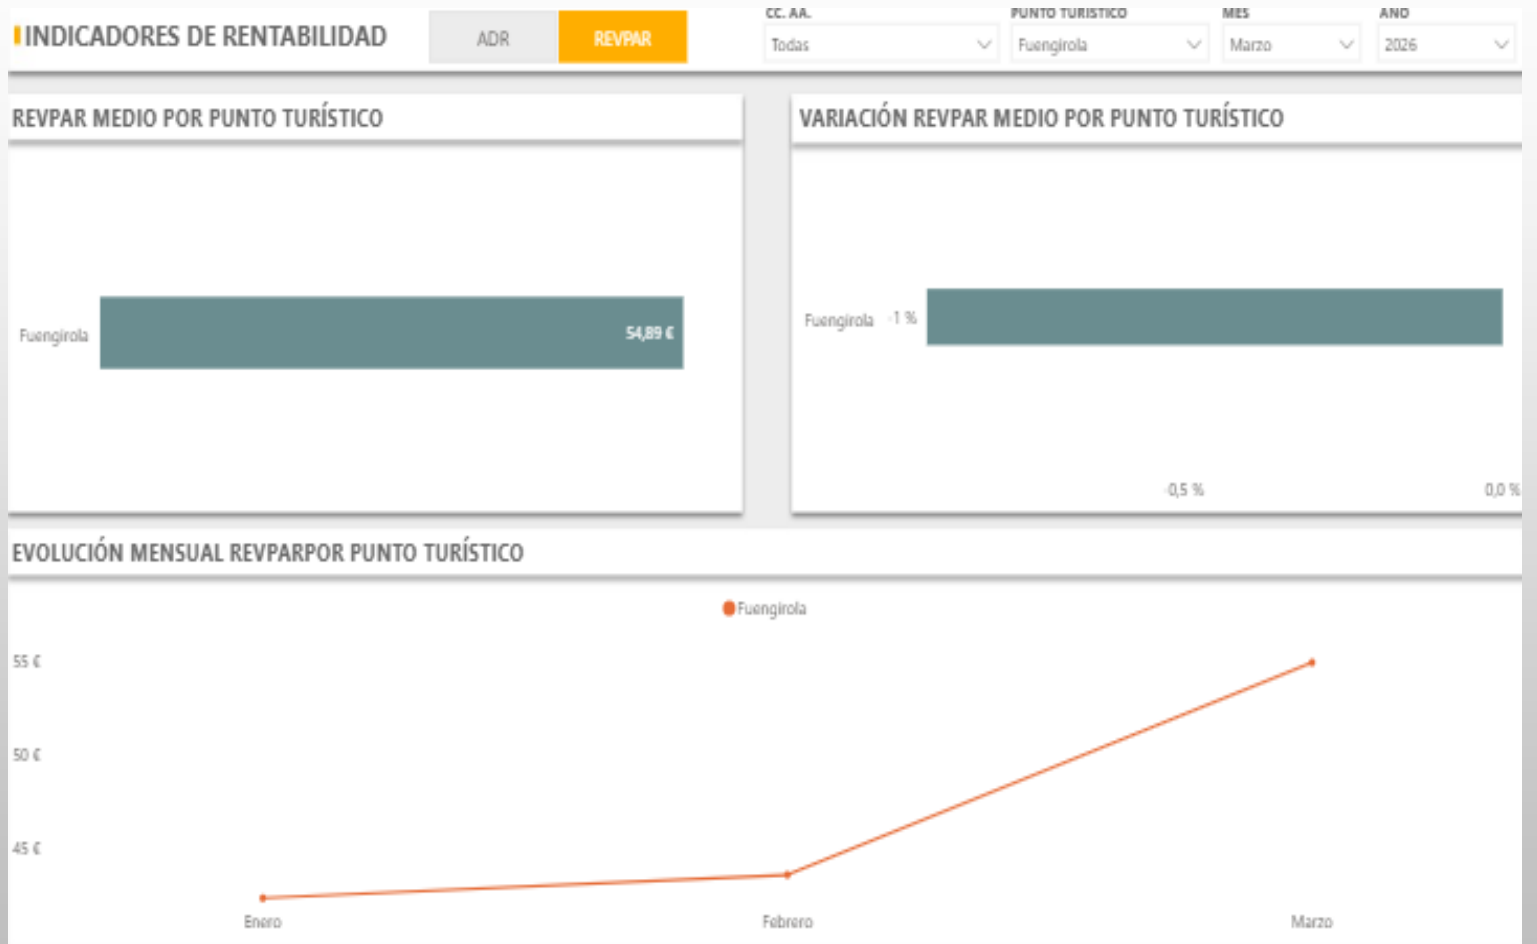 INDICADORES DE RENTABILIDAD
ADR
REVPAR
CC. AA.
PUNTO TURÍSTICO
MES
AÑO
Todas
Fuengirola
Marzo
2026
REVPAR MEDIO POR PUNTO TURÍSTICO
Fuengirola
54,89 €
VARIACIÓN REVPAR MEDIO POR PUNTO TURÍSTICO
Fuengirola
-1 %
-0,5 %
0,0 %
EVOLUCIÓN MENSUAL REVPARPOR PUNTO TURÍSTICO
Fuengirola
55 €
50 €
45 €
Enero
Febrero
Marzo